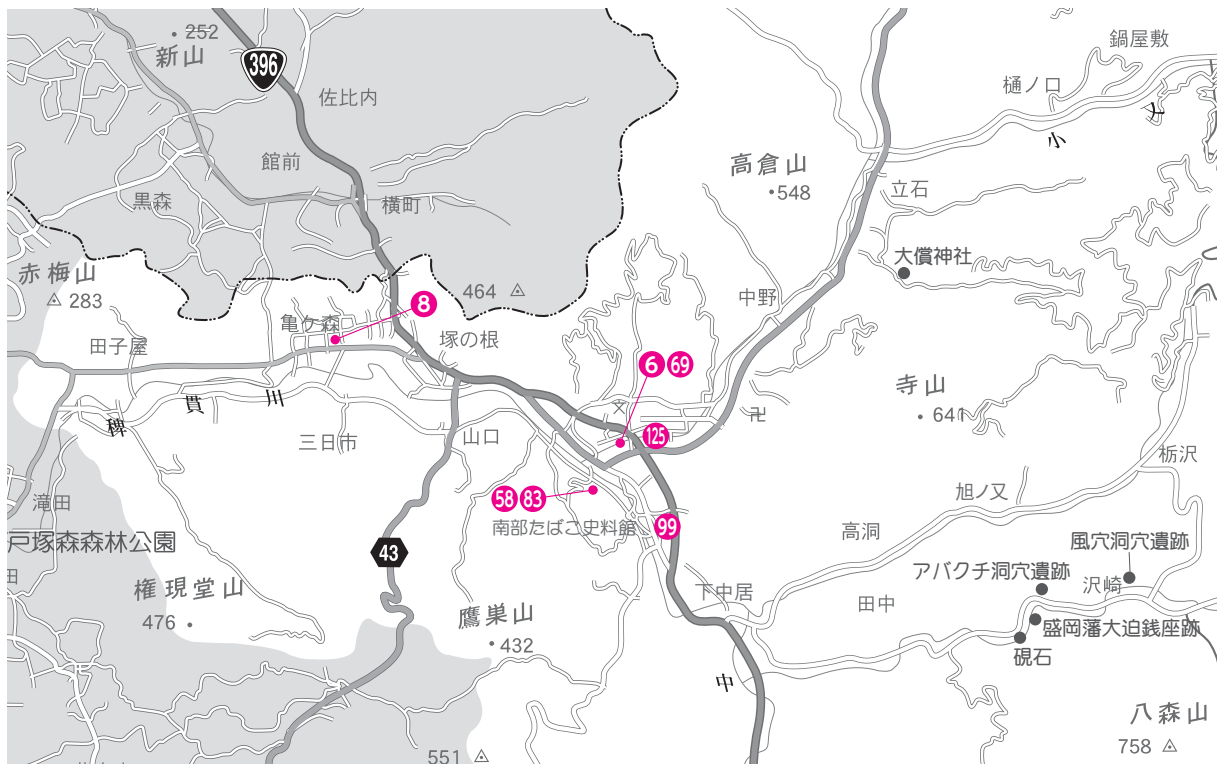 252
新山
396
佐比内
館前
黒森
横町
鍋屋敷
樋ノ口
小
高倉山
548
立石
大償神社
赤梅山
283
464
中野
8
亀ケ森
田子屋
塚の根
6 69
寺山
641
稗貫川
三日市
山口
125
栃沢
旭ノ又
滝田
58 83
南部たばこ史料館
99
高洞
風穴洞穴遺跡
戸塚森森林公園
43
アバクチ洞穴遺跡
沢崎
田
権現堂山
476
下中居
田中
鷹巣山
432
盛岡藩大迫銭座跡
硯石
中
八森山
758
551